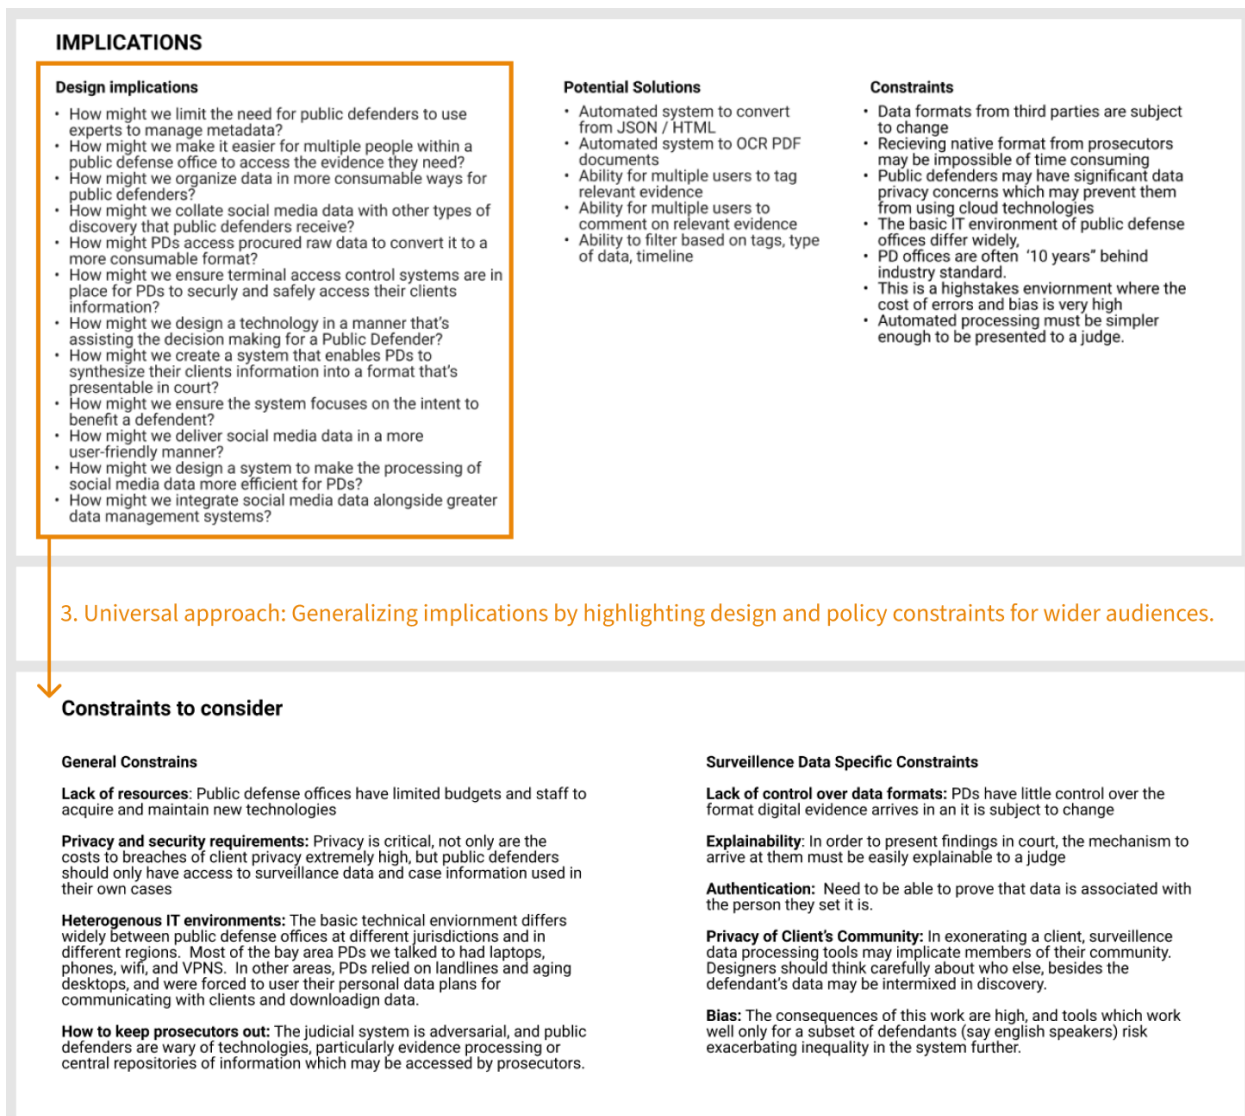 IMPLICATIONS
Design implications
• How might we limit the need for public defenders to use
experts to manage metadata?
• How might we make it easier for multiple people within a
public defense office to access the evidence they need?
• How might we organize data in more consumable ways for
public defenders?
• How might we collate social media data with other types of
discovery that public defenders receive?
• How might PDs access procured raw data to convert it to a
more consumable format?
• How might we ensure terminal access control systems are in
place for PDs to securly and safely access their clients
information?
• How might we design a technology in a manner that's
assisting the decision making for a Public Defender?
• How might we create a system that enables PDs to
synthesize their clients information into a format that's
presentable in court?
• How might we ensure the system focuses on the intent to
benefit a defendent?
• How might we deliver social media data in a more
user-friendly manner?
• How might we design a system to make the processing of
social media data more efficient for PDs?
• How might we integrate social media data alongside greater
data management systems?
Potential Solutions
• Automated system to convert
from JSON / HTML
• Automated system to OCR PDF
documents
• Ability for multiple users to tag
relevant evidence
• Ability for multiple users to
comment on relevant evidence
• Ability to filter based on tags, type
of data, timeline
Constraints
• Data formats from third parties are subject
to change
• Recieving native format from prosecutors
may be impossible of time consuming
• Public defenders may have significant data
privacy concerns which may prevent them
from using cloud technologies
• The basic IT environment of public defense
offices differ widely,
• PD offices are often '10 years" behind
industry standard.
• This is a highstakes enviornment where the
cost of errors and bias is very high
• Automated processing must be simpler
enough to be presented to a judge.
3. Universal approach: Generalizing implications by highlighting design and policy constraints for wider audiences.
Constraints to consider
General Constrains
Lack of resources: Public defense offices have limited budgets and staff to
acquire and maintain new technologies
Privacy and security requirements: Privacy is critical, not only are the
costs to breaches of client privacy extremely high, but public defenders
should only have access to surveillance data and case information used in
their own cases
Heterogenous IT environments: The basic technical enviornment differs
widely between public defense offices at different jurisdictions and in
different regions. Most of the bay area PDs we talked to had laptops,
phones, wifi, and VPNS. In other areas, PDs relied on landlines and aging
desktops, and were forced to user their personal data plans for
communicating with clients and downloadign data.
How to keep prosecutors out: The judicial system is adversarial, and public
defenders are wary of technologies, particularly evidence processing or
central repositories of information which may be accessed by prosecutors.
Surveillence Data Specific Constraints
Lack of control over data formats: PDs have little control over the
format digital evidence arrives in an it is subject to change
Explainability: In order to present findings in court, the mechanism to
arrive at them must be easily explainable to a judge
Authentication: Need to be able to prove that data is associated with
the person they set it is.
Privacy of Client's Community: In exonerating a client, surveillence
data processing tools may implicate members of their community.
Designers should think carefully about who else, besides the
defendant's data may be intermixed in discovery.
Bias: The consequences of this work are high, and tools which work
well only for a subset of defendants (say english speakers) risk
exacerbating inequality in the system further.